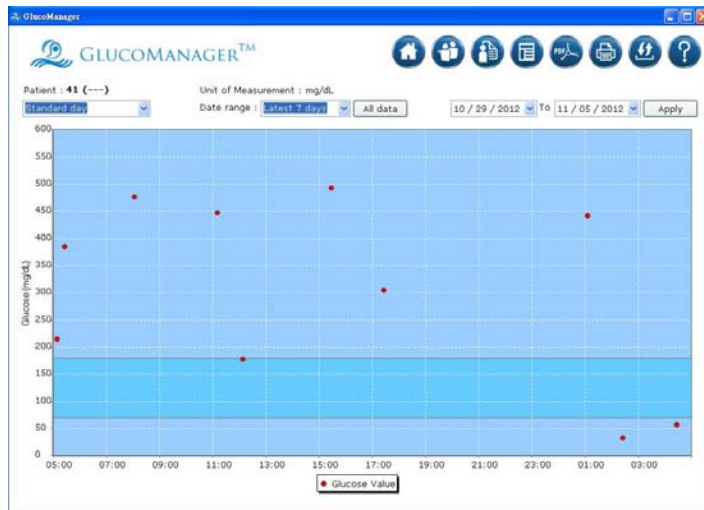 GlucoManager
GLUCOMANAGER™
PDF
?
Patient : 41 (---)
Unit of Measurement : mg/dL
Standard day
Date range : Latest 7 days
All data
10 / 29 / 2012 To 11 / 05 / 2012
Apply
Glucose(mg/dL)
600
550
500
450
400
350
300
250
200
150
100
50
0
05:00 07:00 09:00 11:00 13:00 15:00 17:00 19:00 21:00 23:00 01:00 03:00
Glucose Value